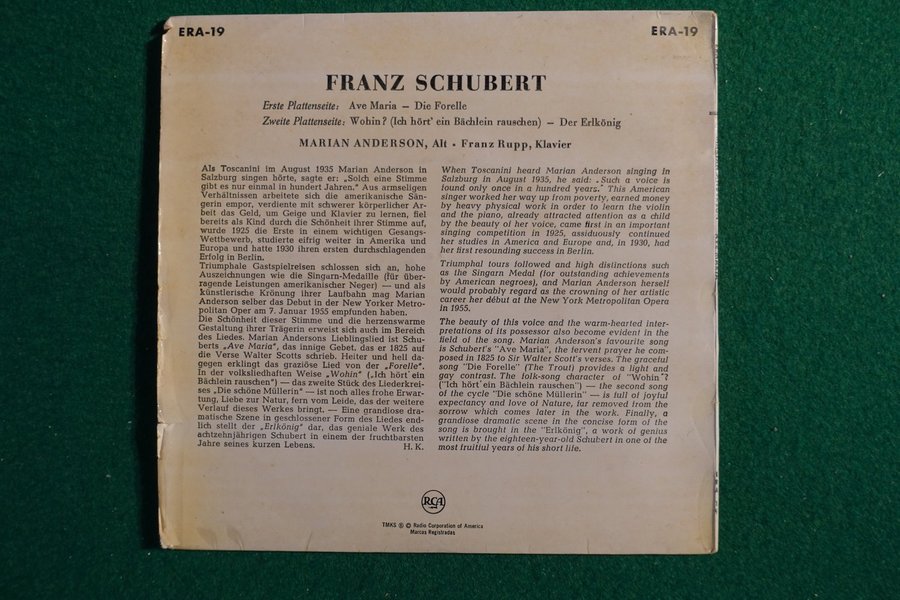 ERA-19
ERA-19
FRANZ SCHUBERT
Erste Plattenseite: Ave Maria – Die Forelle
Zweite Plattenseite: Wohin? (Ich hört' ein Bächlein rauschen) – Der Erlkönig
MARIAN ANDERSON, Alt • Franz Rupp, Klavier
Als Toscanini im August 1935 Marian Anderson in
Salzburg singen hörte, sagte er: „Solch eine Stimme
gibt es nur einmal in hundert Jahren." Aus armseligen
Verhältnissen arbeitete sich die amerikanische Sän-
gerin empor, verdiente mit schwerer körperlicher Ar-
beit das Geld, um Geige und Klavier zu lernen, fiel
bereits als Kind durch die Schönheit ihrer Stimme auf,
wurde 1925 die Erste in einem wichtigen Gesangs-
Wettbewerb, studierte eifrig weiter in Amerika und
Europa und hatte 1930 ihren ersten durchschlagenden
Erfolg in Berlin.
Triumphale Gastspielreisen schlossen sich an, hohe
Auszeichnungen wie die Singarn-Medaille (für über-
ragende Leistungen amerikanischer Neger) — und als
künstlerische Krönung ihrer Laufbahn mag Marian
Anderson selber das Debut in der New Yorker Metro-
politan Oper am 7. Januar 1955 empfunden haben.
Die Schönheit dieser Stimme und die herzenswarme
Gestaltung ihrer Trägerin erweist sich auch im Bereich
des Liedes. Marian Andersons Lieblingslied ist Schu-
berts „Ave Maria", das innige Gebet, das er 1825 auf
die Verse Walter Scotts schrieb. Heiter und hell da-
gegen erklingt das graziöse Lied von der „Forelle".
In der volksliedhaften Weise „Wohin" („Ich hört' ein
Bächlein rauschen") — das zweite Stück des Liederkrei-
ses „Die schöne Müllerin" — ist noch alles frohe Erwar-
tung, Liebe zur Natur, fern vom Leide, das der weitere
Verlauf dieses Werkes bringt. — Eine grandiose dra-
matische Szene in geschlossener Form des Liedes end-
lich stellt der „Erlkönig" dar, das geniale Werk des
achtzehnjährigen Schubert in einem der fruchtbarsten
Jahre seines kurzen Lebens. H. K.
When Toscanini heard Marian Anderson singing in
Salzburg in August 1935, he said: „Such a voice is
found only once in a hundred years." This American
singer worked her way up from poverty, earned money
by heavy physical work in order to learn the violin
and the piano, already attracted attention as a child
by the beauty of her voice, came first in an important
singing competition in 1925, assiduously continued
her studies in America and Europe and, in 1930, had
her first resounding success in Berlin.
Triumphal tours followed and high distinctions such
as the Singarn Medal (for outstanding achievements
by American negroes), and Marian Anderson herself
would probably regard as the crowning of her artistic
career her début at the New York Metropolitan Opera
in 1955.
The beauty of this voice and the warm-hearted inter-
pretations of its possessor also become evident in the
field of the song. Marian Anderson's favourite song
is Schubert's "Ave Maria", the fervent prayer he com-
posed in 1825 to Sir Walter Scott's verses. The graceful
song "Die Forelle" (The Trout) provides a light and
gay contrast. The folk-song character of "Wohin"?
("Ich hört' ein Bächlein rauschen") — the second song
of the cycle "Die schöne Müllerin" — is full of joyful
expectancy and love of Nature, far removed from the
sorrow which comes later in the work. Finally, a
grandiose dramatic scene in the concise form of the
song is brought in the "Erlkönig", a work of genius
written by the eighteen-year-old Schubert in one of the
most fruitful years of his short life.
RCA
TMKS ® © Radio Corporation of America
Marcas Registradas